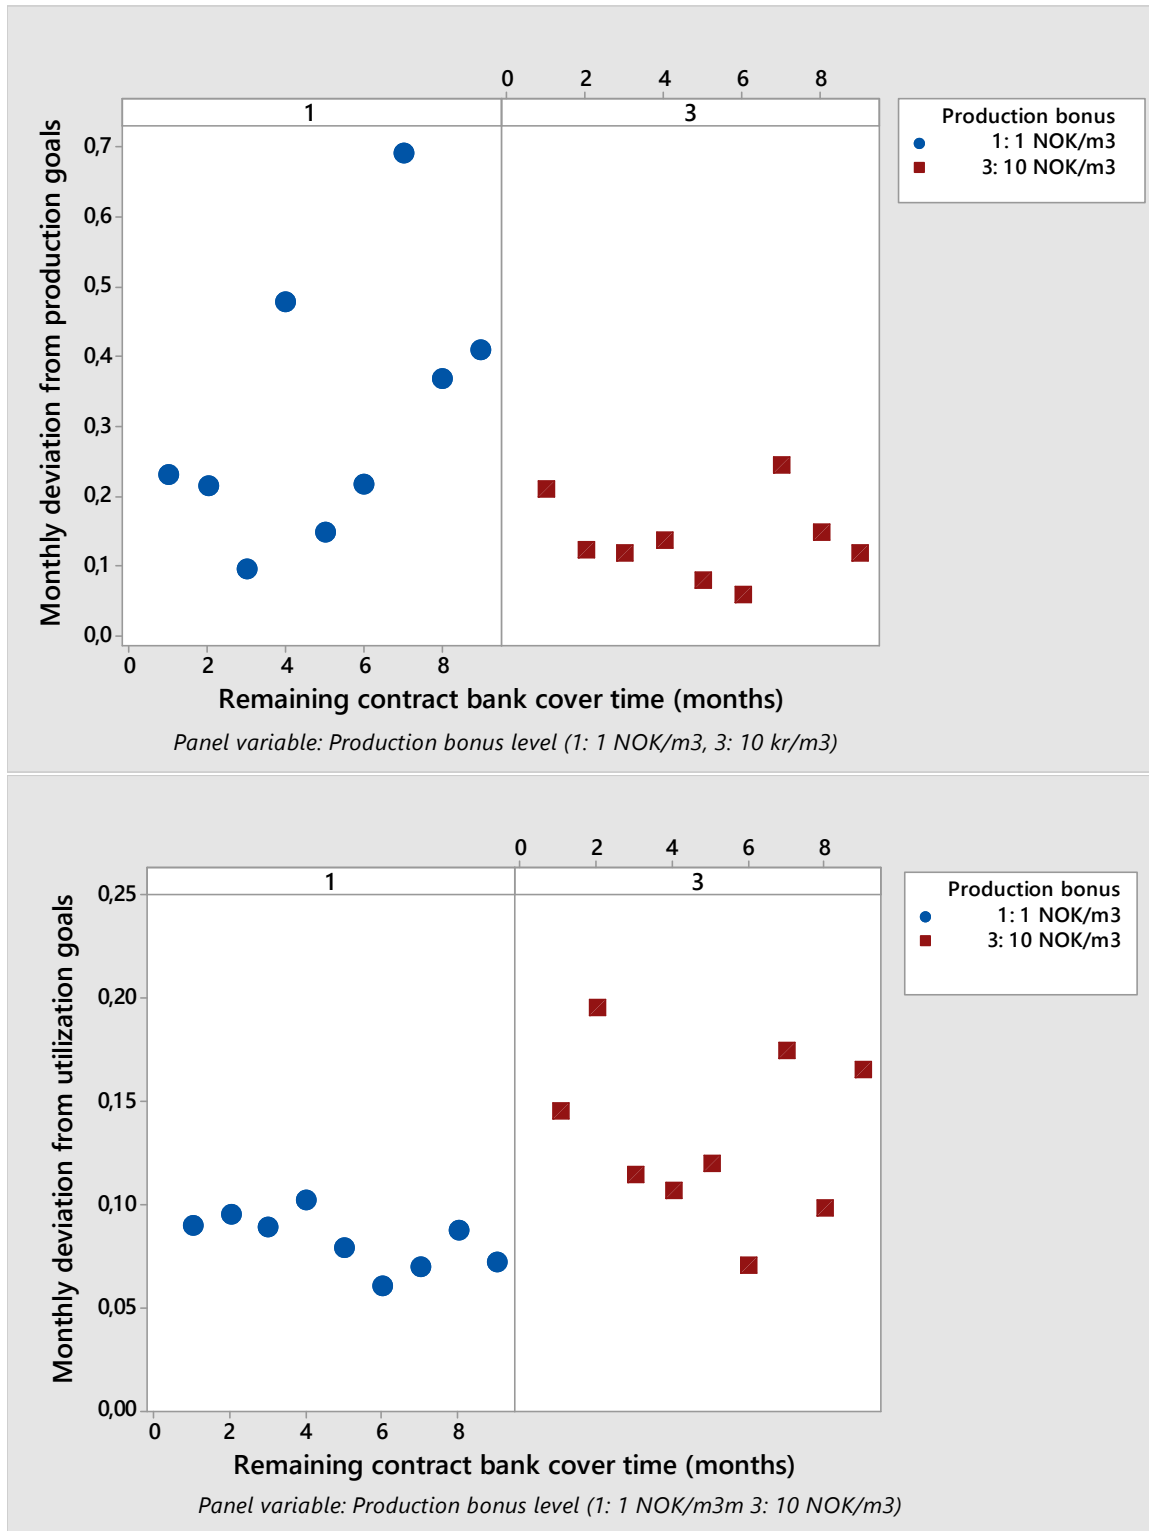 0 2 4 6 8
1 3
Production bonus
1: 1 NOK/m3
3: 10 NOK/m3
Monthly deviation from production goals
0,7
0,6
0,5
0,4
0,3
0,2
0,1
0,0
0 2 4 6 8
Remaining contract bank cover time (months)
Panel variable: Production bonus level (1: 1 NOK/m3, 3: 10 kr/m3)
0 2 4 6 8
1 3
Production bonus
1: 1 NOK/m3
3: 10 NOK/m3
Monthly deviation from utilization goals
0,25
0,20
0,15
0,10
0,05
0,00
0 2 4 6 8
Remaining contract bank cover time (months)
Panel variable: Production bonus level (1: 1 NOK/m3m 3: 10 NOK/m3)